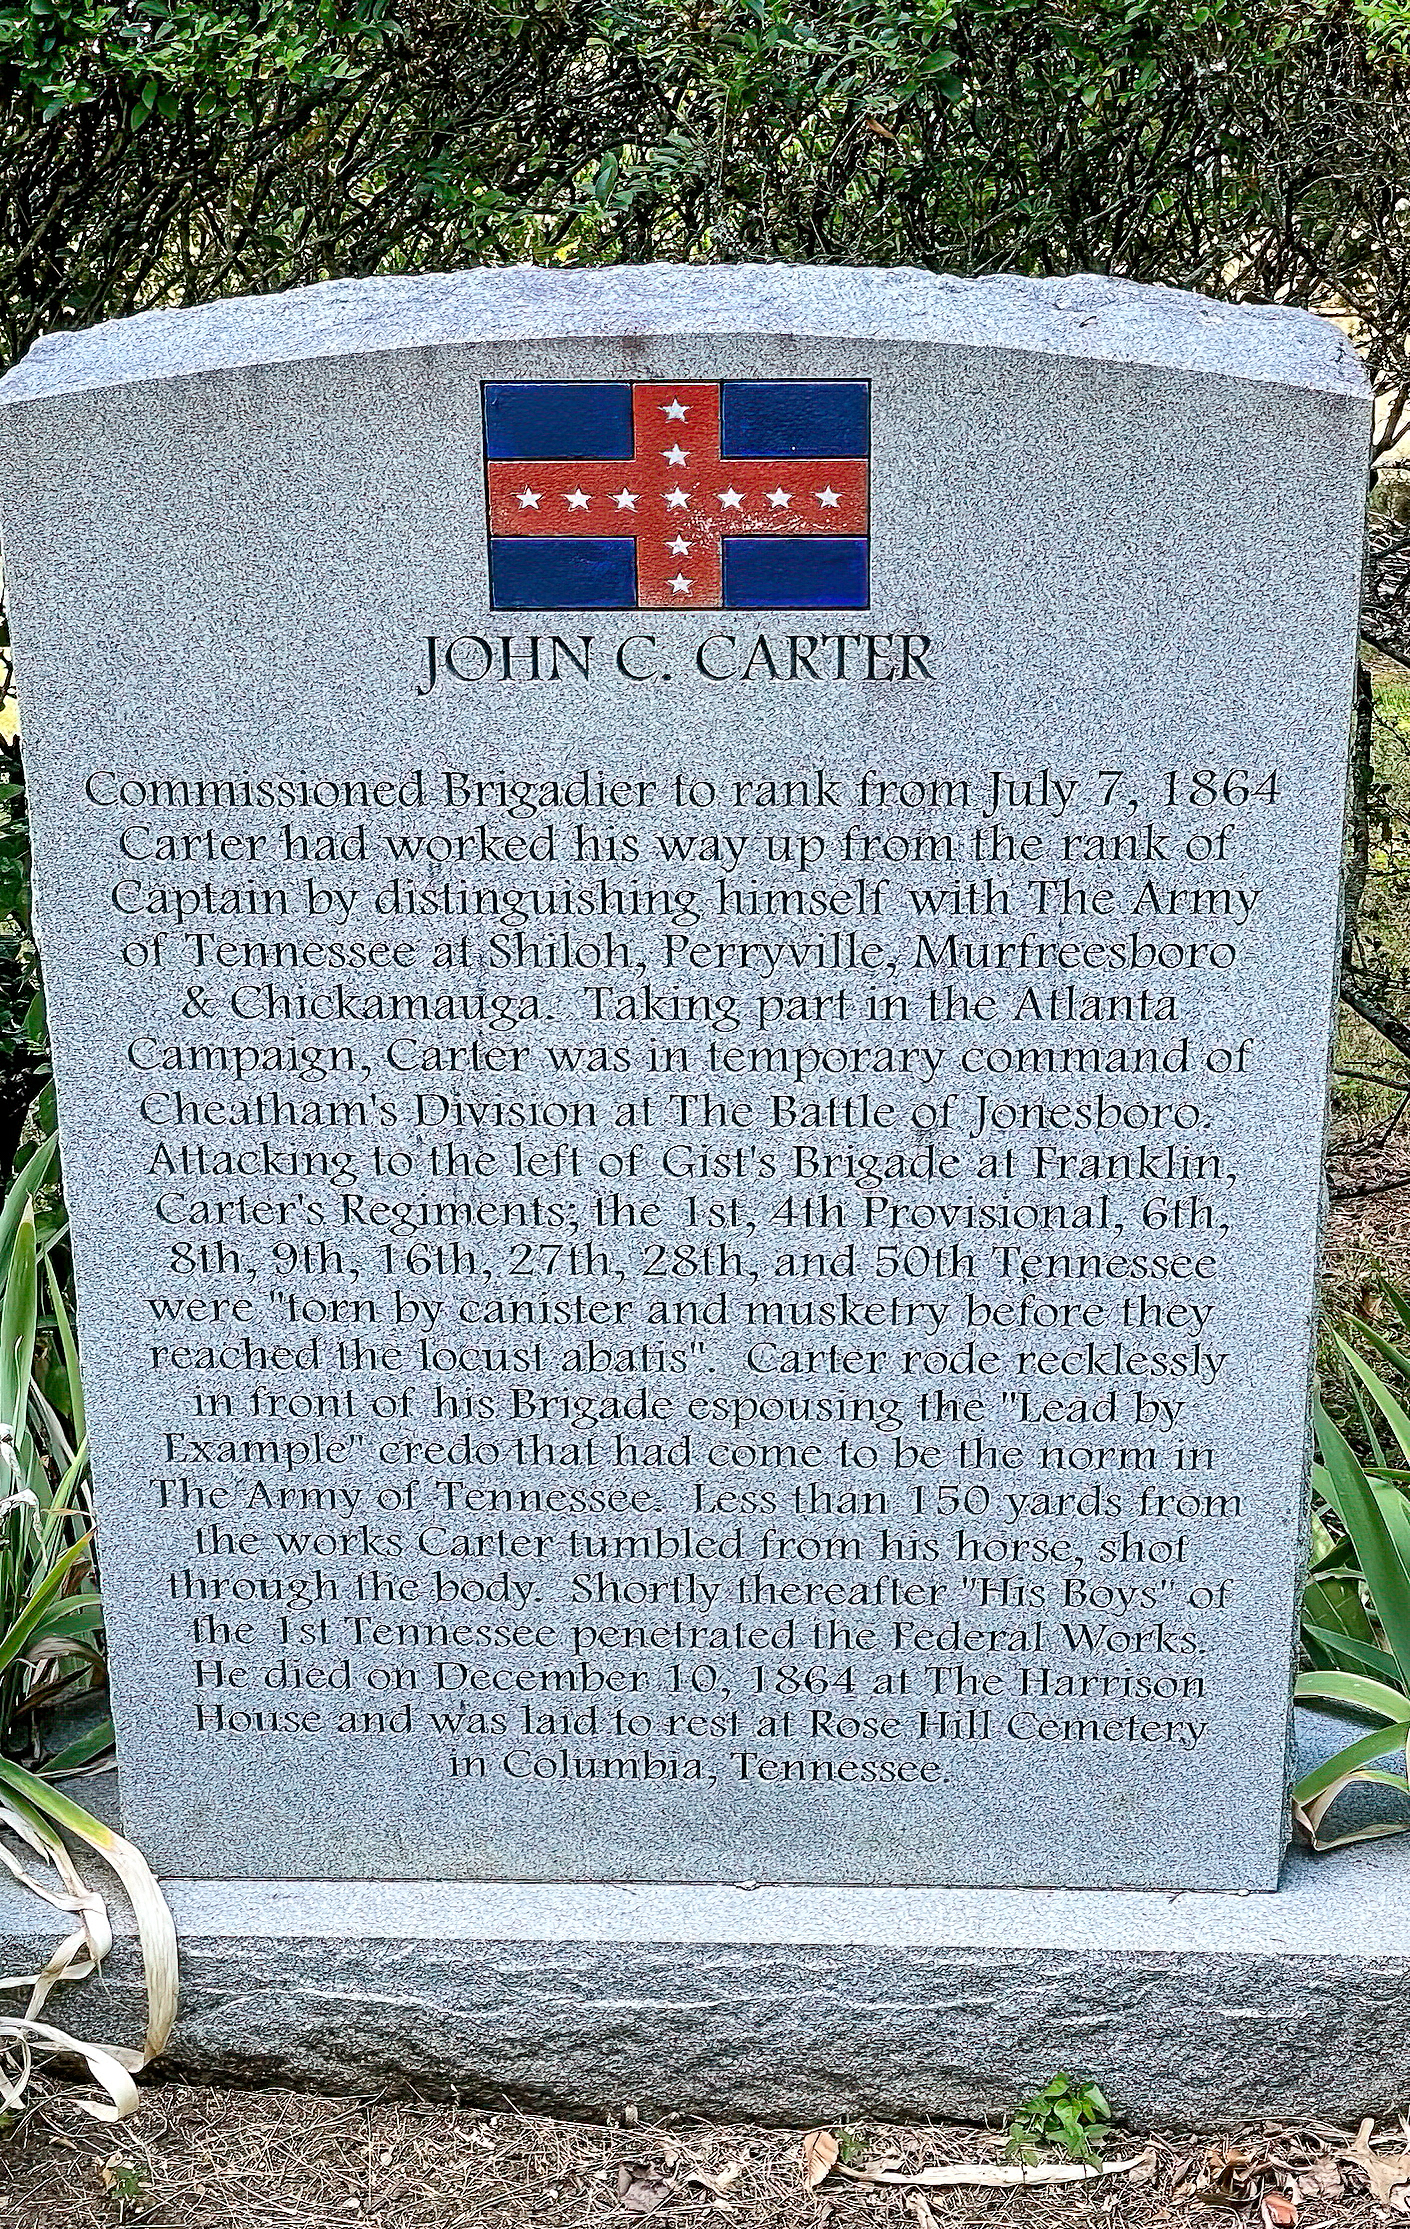 JOHN C. CARTER
Commissioned Brigadier to rank from July 7, 1864
Carter had worked his way up from the rank of
Captain by distinguishing himself with The Army
of Tennessee at Shiloh, Perryville, Murfreesboro
& Chickamauga. Taking part in the Atlanta
Campaign, Carter was in temporary command of
Cheatham's Division at The Battle of Jonesboro.
Attacking to the left of Gist's Brigade at Franklin,
Carter's Regiments; the 1st, 4th Provisional, 6th,
8th, 9th, 16th, 27th, 28th, and 50th Tennessee
were "torn by canister and musketry before they
reached the locust abatis". Carter rode recklessly
in front of his Brigade espousing the "Lead by
Example" credo that had come to be the norm in
The Army of Tennessee. Less than 150 yards from
the works Carter tumbled from his horse, shot
through the body. Shortly thereafter "His Boys" of
the 1st Tennessee penetrated the Federal Works.
He died on December 10, 1864 at The Harrison
House and was laid to rest at Rose Hill Cemetery
in Columbia, Tennessee.